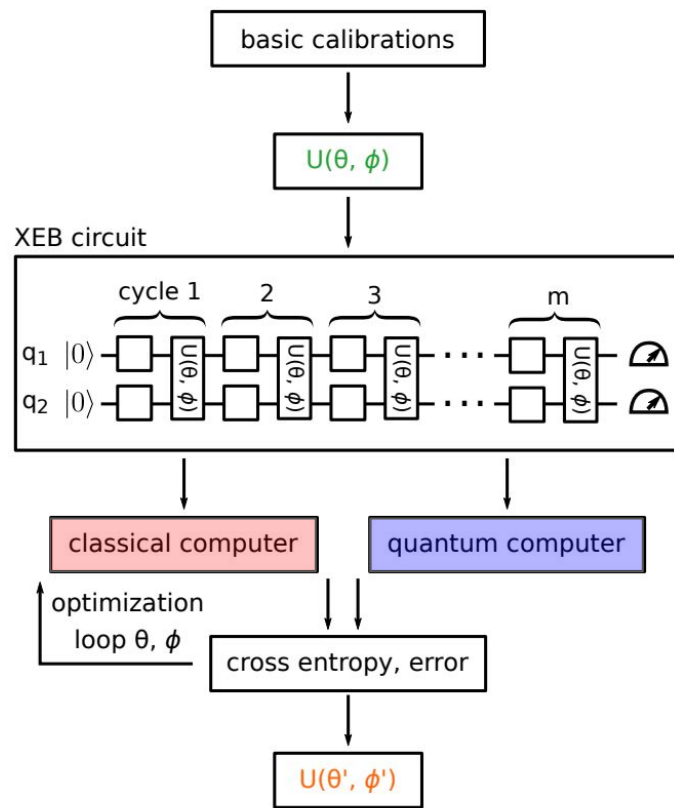 basic calibrations
U(θ, ϕ)
XEB circuit
cycle 1 2 3 m
q₁ |0⟩ U(θ, ϕ) U(θ, ϕ) U(θ, ϕ) ··· U(θ, ϕ)
q₂ |0⟩ ···
classical computer quantum computer
optimization
loop θ, ϕ
cross entropy, error
U(θ', ϕ')